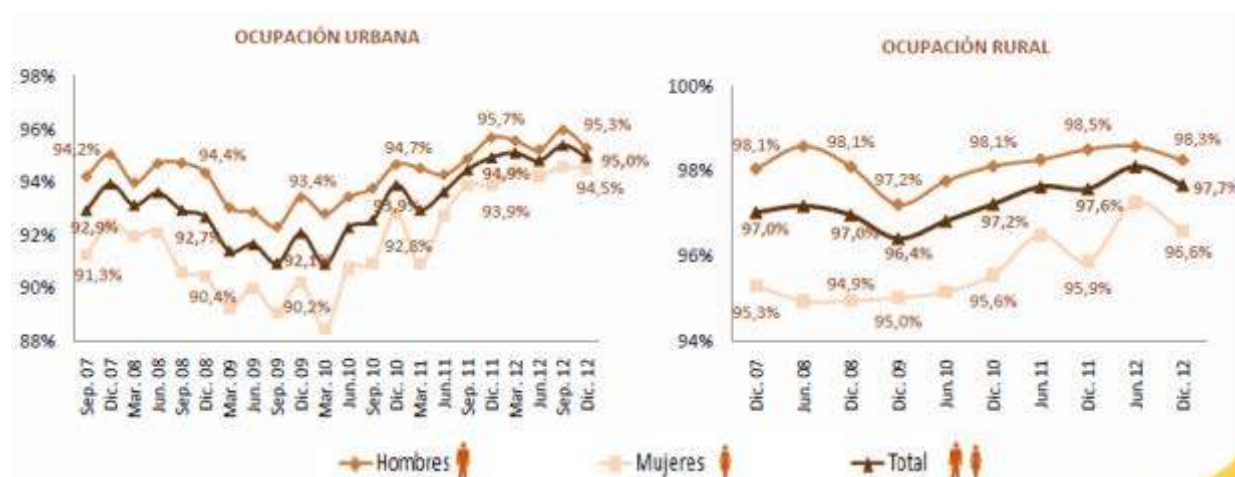 OCUPACIÓN URBANA
98%
96%
94%
92%
90%
88%
94,2%
94,4%
93,4%
94,7%
95,7%
95,3%
92,9%
92,7%
92,1%
93,9%
94,9%
95,0%
91,3%
90,4%
90,2%
92,8%
93,9%
94,5%
Sep. 07
Dic. 07
Mar. 08
Jun. 08
Sep. 08
Dic. 08
Mar. 09
Jun. 09
Sep. 09
Dic. 09
Mar. 10
Jun.10
Sep. 10
Dic. 10
Mar. 11
Jun. 11
Sep. 11
Dic. 11
Mar. 12
Jun.12
Sep. 12
Dic. 12
OCUPACIÓN RURAL
100%
98%
96%
94%
98,1%
98,1%
97,2%
98,1%
98,5%
98,3%
97,0%
97,0%
96,4%
97,2%
97,6%
97,7%
95,3%
94,9%
95,0%
95,6%
95,9%
96,6%
Dic. 07
Jun. 08
Dic. 08
Dic. 09
Jun.10
Dic. 10
Jun.11
Dic. 11
Jun.12
Dic. 12
Hombres
Mujeres
Total